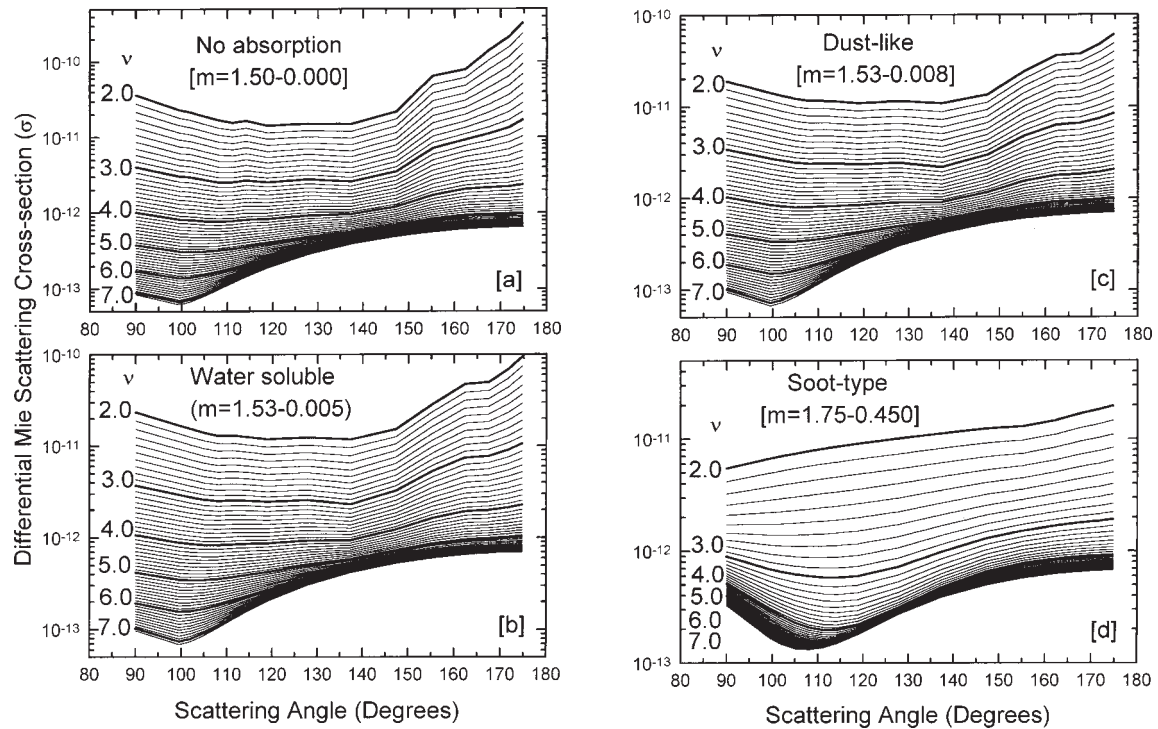 Differential Mie Scattering Cross-section (σ)
10-10
10-11
10-12
10-13
ν
No absorption
[m=1.50-0.000]
2.0
3.0
4.0
5.0
6.0
7.0
[a]
80 90 100 110 120 130 140 150 160 170 180
10-10
10-11
10-12
10-13
ν
Water soluble
(m=1.53-0.005)
2.0
3.0
4.0
5.0
6.0
7.0
[b]
80 90 100 110 120 130 140 150 160 170 180
Scattering Angle (Degrees)
10-10
10-11
10-12
10-13
ν
Dust-like
[m=1.53-0.008]
2.0
3.0
4.0
5.0
6.0
7.0
[c]
80 90 100 110 120 130 140 150 160 170 180
10-11
10-12
10-13
Soot-type
[m=1.75-0.450]
ν
2.0
3.0
4.0
5.0
6.0
7.0
[d]
80 90 100 110 120 130 140 150 160 170 180
Scattering Angle (Degrees)